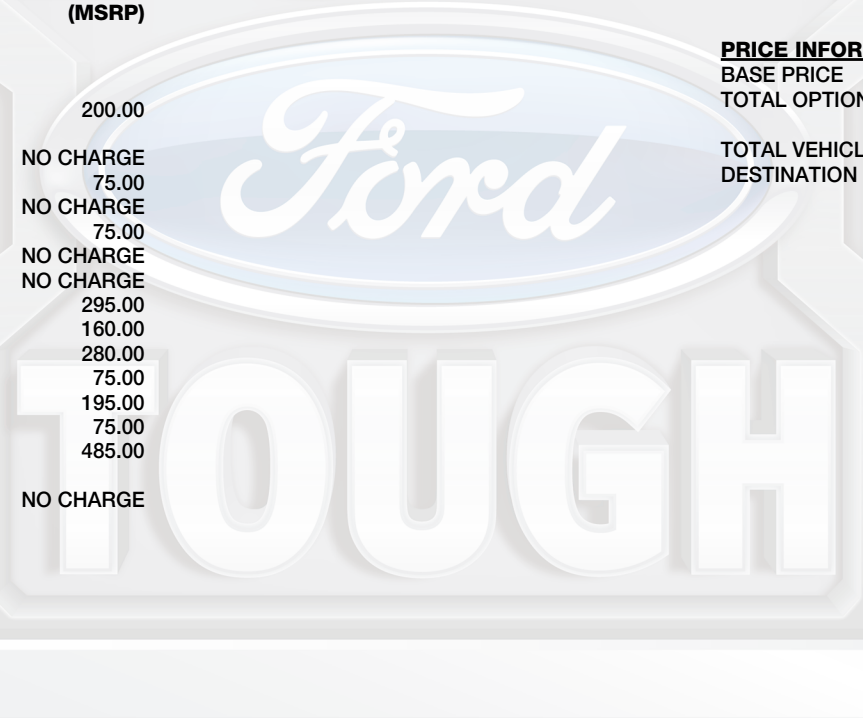 (MSRP)
200.00
NO CHARGE
75.00
NO CHARGE
75.00
NO CHARGE
NO CHARGE
295.00
160.00
280.00
75.00
195.00
75.00
485.00
NO CHARGE
PRICE INFOR
BASE PRICE
TOTAL OPTION
TOTAL VEHICL
DESTINATION
Ford
TOUGH